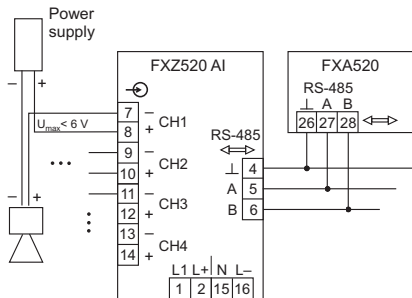 Power
supply
– +
FXZ520 AI
FXA520
RS-485
⊥ A B
26 27 28
7 –
CH1
8 +
Umax< 6 V
9 –
CH2
10 +
11 –
CH3
12 +
13 –
CH4
14 +
RS-485
⊥ 4
A 5
B 6
– +
L1 L+ N L–
1 2 15 16